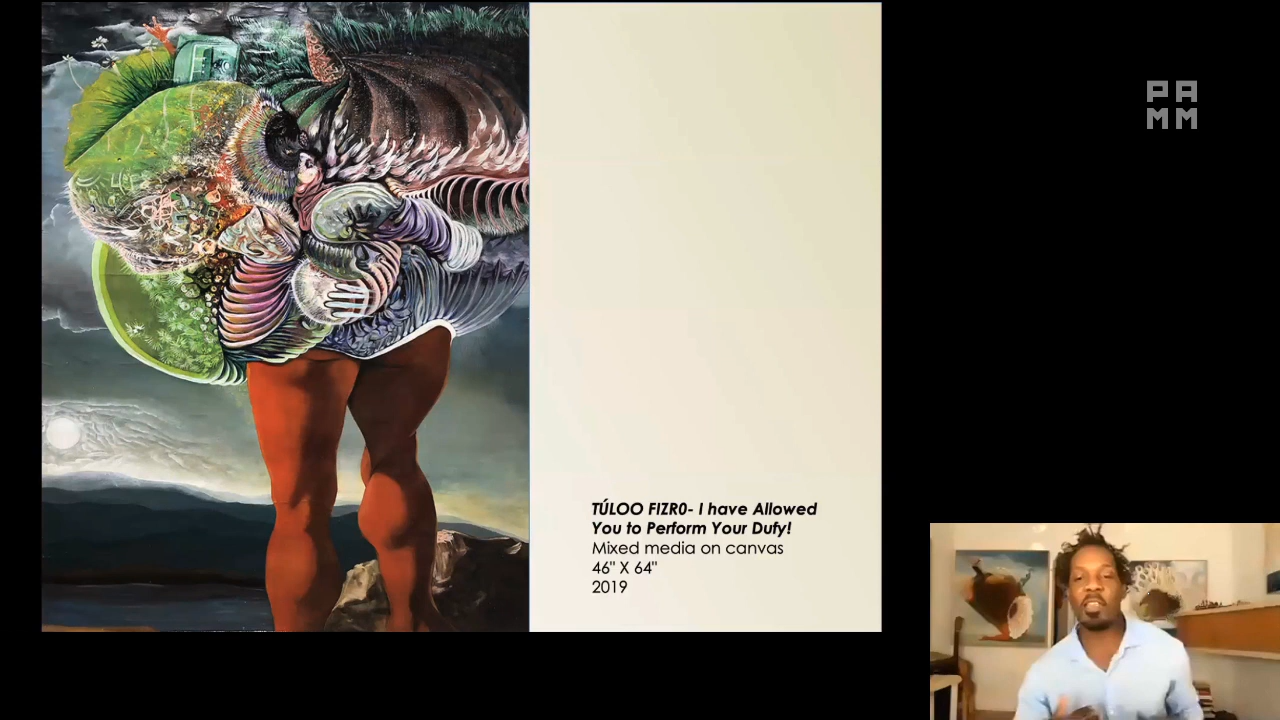 PA
MM
TÚLOO FIZR0- I have Allowed
You to Perform Your Dufy!
Mixed media on canvas
46" X 64"
2019